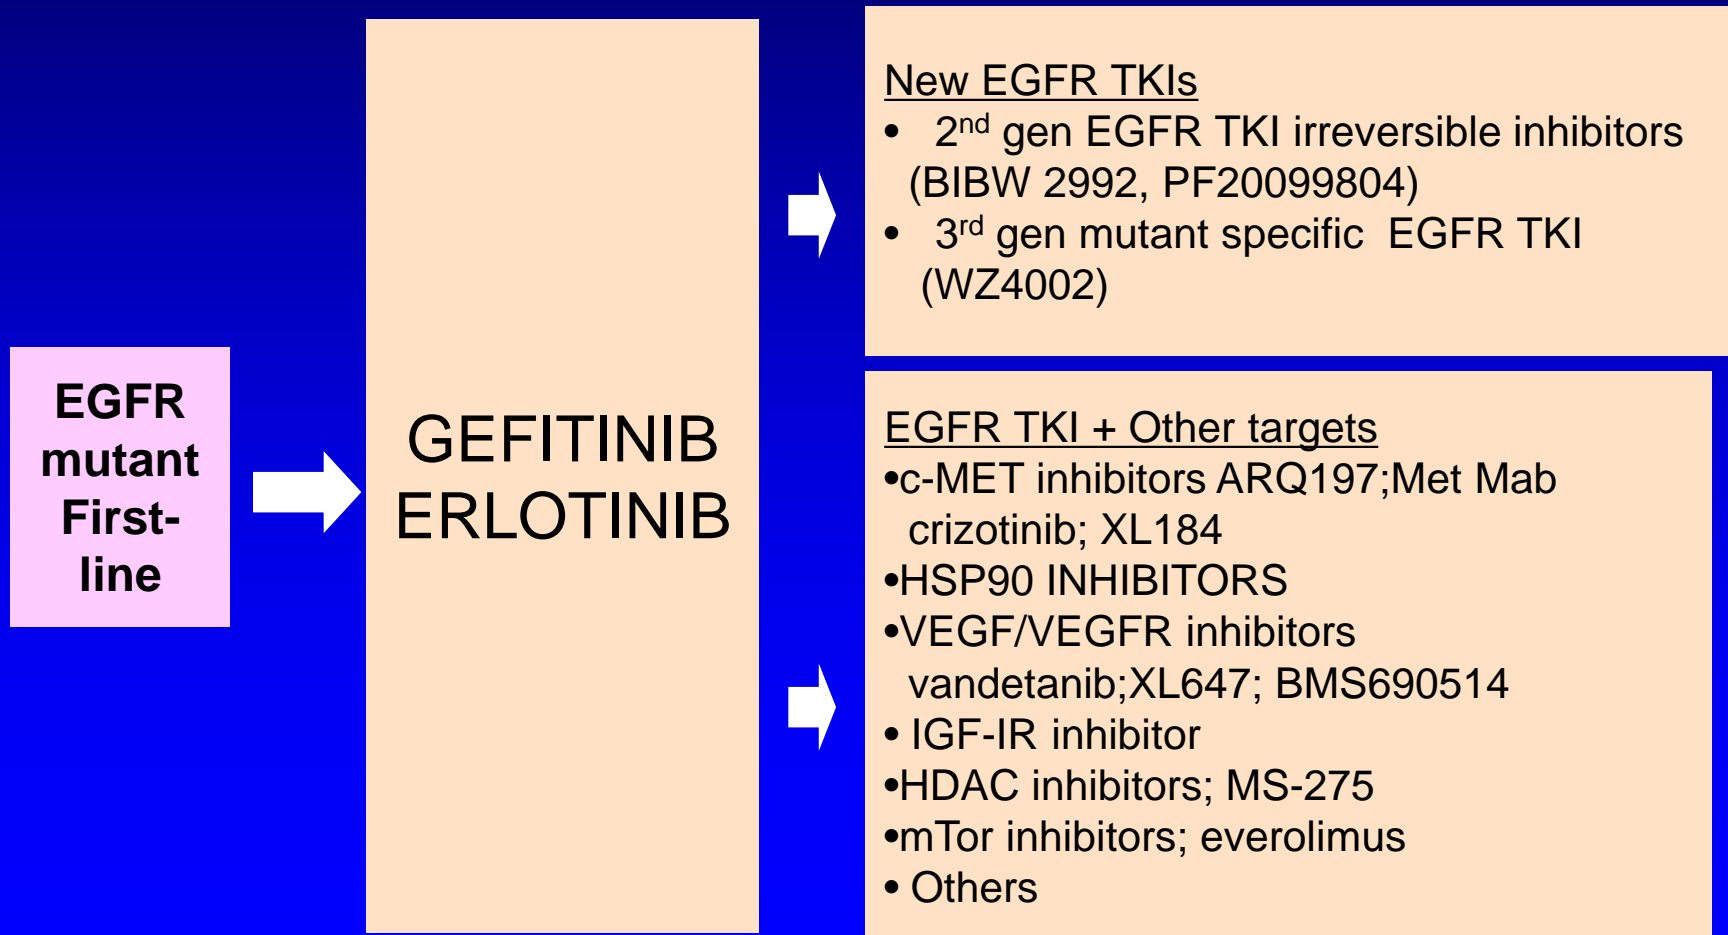 EGFR
mutant
First-
line
GEFITINIB
ERLOTINIB
New EGFR TKIs
• 2nd gen EGFR TKI irreversible inhibitors
(BIBW 2992, PF20099804)
• 3rd gen mutant specific EGFR TKI
(WZ4002)
EGFR TKI + Other targets
•c-MET inhibitors ARQ197;Met Mab
crizotinib; XL184
•HSP90 INHIBITORS
•VEGF/VEGFR inhibitors
vandetanib;XL647; BMS690514
• IGF-IR inhibitor
•HDAC inhibitors; MS-275
•mTor inhibitors; everolimus
• Others